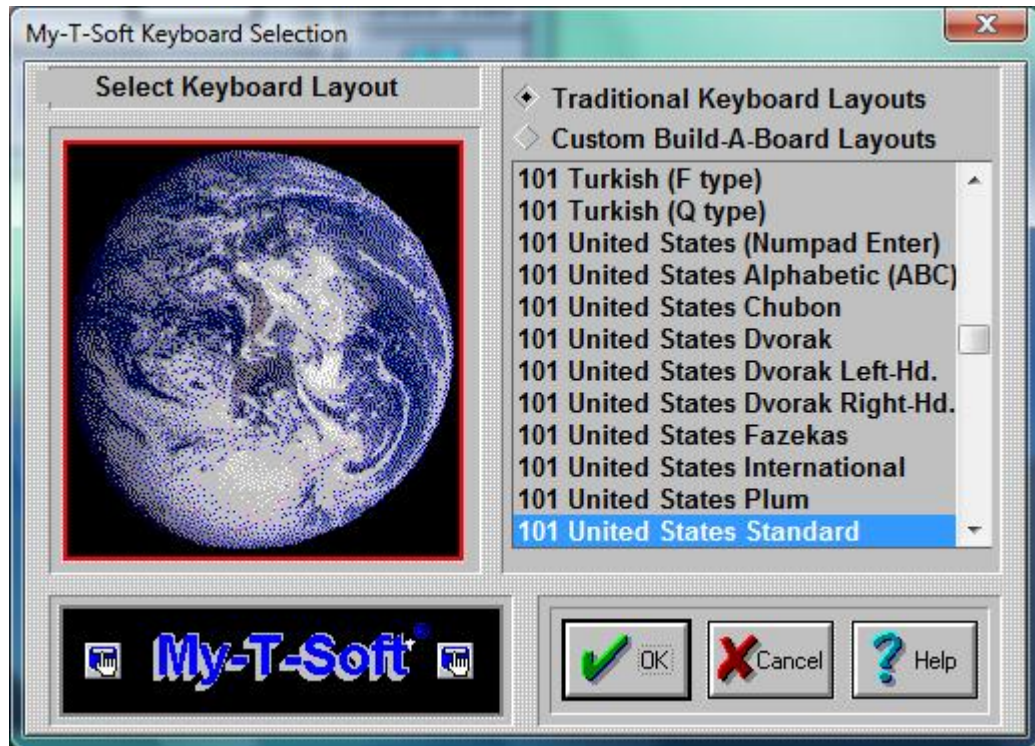 My-T-Soft Keyboard Selection
Select Keyboard Layout
Traditional Keyboard Layouts
Custom Build-A-Board Layouts
101 Turkish (F type)
101 Turkish (Q type)
101 United States (Numpad Enter)
101 United States Alphabetic (ABC)
101 United States Chubon
101 United States Dvorak
101 United States Dvorak Left-Hd.
101 United States Dvorak Right-Hd.
101 United States Fazekas
101 United States International
101 United States Plum
101 United States Standard
My-T-Soft
OK
Cancel
Help